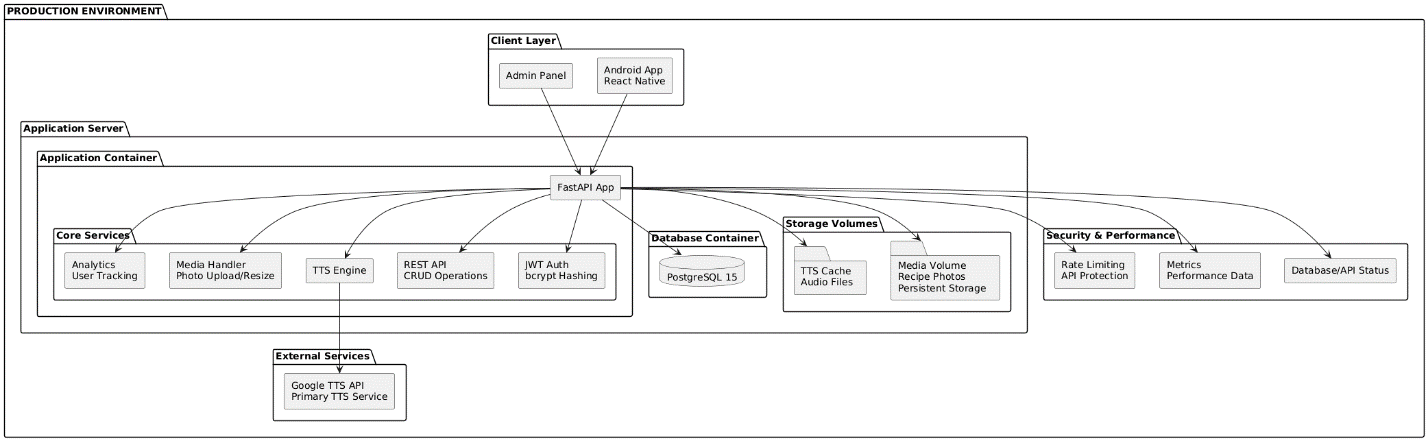 PRODUCTION ENVIRONMENT
Client Layer
Admin Panel
Android App
React Native
Application Server
Application Container
FastAPI App
Core Services
Analytics
User Tracking
Media Handler
Photo Upload/Resize
TTS Engine
REST API
CRUD Operations
JWT Auth
bcrypt Hashing
Database Container
PostgreSQL 15
Storage Volumes
TTS Cache
Audio Files
Media Volume
Recipe Photos
Persistent Storage
Security & Performance
Rate Limiting
API Protection
Metrics
Performance Data
Database/API Status
External Services
Google TTS API
Primary TTS Service